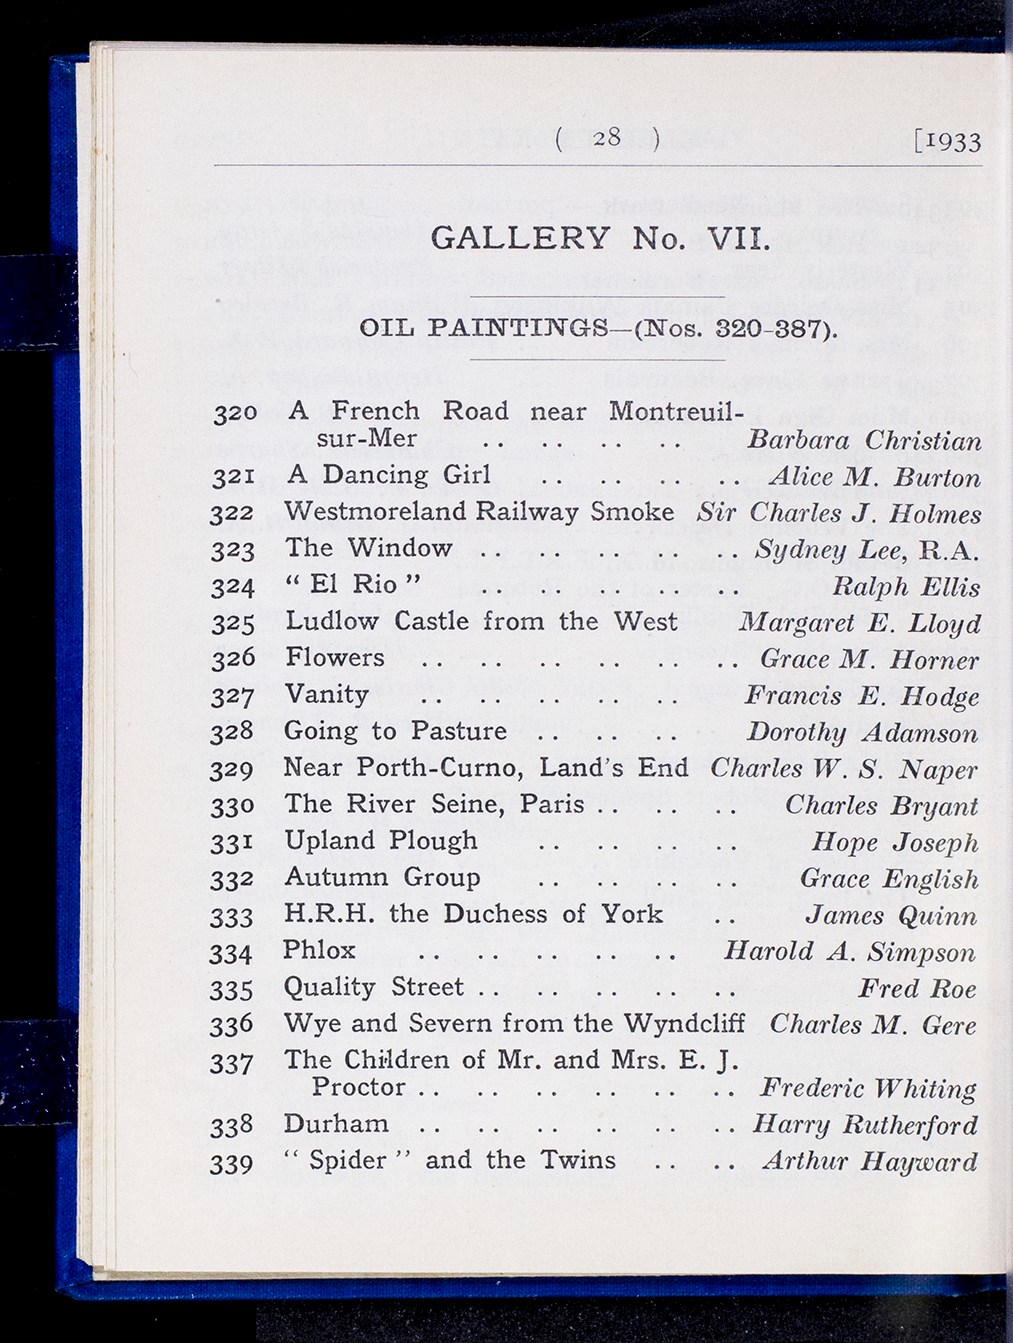 ( 28 ) [1933
GALLERY No. VII.
OIL PAINTINGS—(Nos. 320-387).
320 A French Road near Montreuil-
sur-Mer .. .. .. .. Barbara Christian
321 A Dancing Girl .. .. .. .. Alice M. Burton
322 Westmoreland Railway Smoke Sir Charles J. Holmes
323 The Window .. .. .. .. .. Sydney Lee, R.A.
324 “ El Rio ” .. .. .. .. .. Ralph Ellis
325 Ludlow Castle from the West Margaret E. Lloyd
326 Flowers .. .. .. .. .. .. Grace M. Horner
327 Vanity .. .. .. .. .. Francis E. Hodge
328 Going to Pasture .. .. .. Dorothy Adamson
329 Near Porth-Curno, Land's End Charles W. S. Naper
330 The River Seine, Paris .. .. .. Charles Bryant
331 Upland Plough .. .. .. .. Hope Joseph
332 Autumn Group .. .. .. .. Grace English
333 H.R.H. the Duchess of York .. James Quinn
334 Phlox .. .. .. .. .. Harold A. Simpson
335 Quality Street .. .. .. .. .. Fred Roe
336 Wye and Severn from the Wyndcliff Charles M. Gere
337 The Children of Mr. and Mrs. E. J.
Proctor .. .. .. .. .. .. Frederic Whiting
338 Durham .. .. .. .. .. .. Harry Rutherford
339 “ Spider ” and the Twins .. .. Arthur Hayward